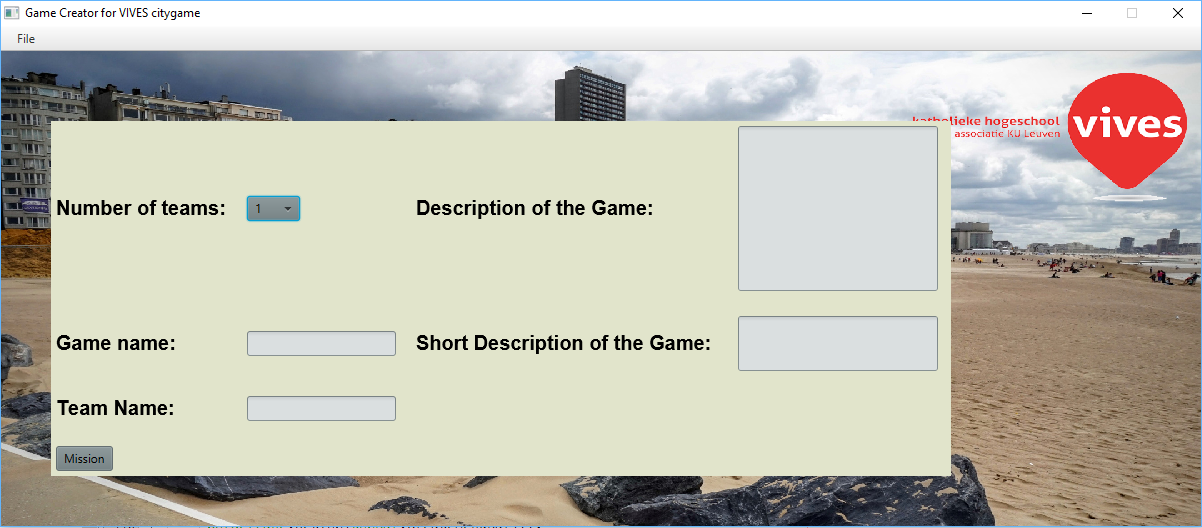 Game Creator for VIVES citygame
File
katholieke hogeschool
associatie KU Leuven
vives
Number of teams:
1
Description of the Game:
Game name:
Short Description of the Game:
Team Name:
Mission